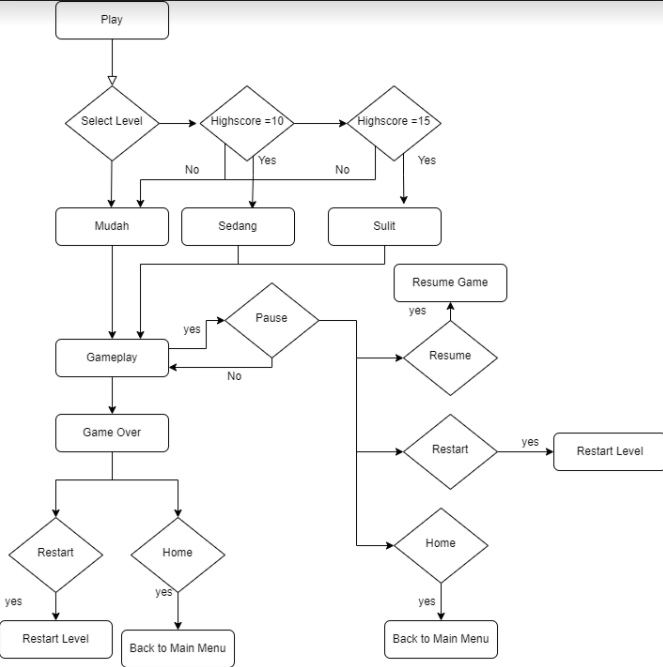 Play
Select Level
Highscore =10
Highscore =15
No
Yes
No
Yes
Mudah
Sedang
Sulit
Resume Game
yes
Pause
yes
Gameplay
Resume
No
Game Over
Restart
yes
Restart Level
Restart
Home
Home
yes
yes
yes
Restart Level
Back to Main Menu
Back to Main Menu